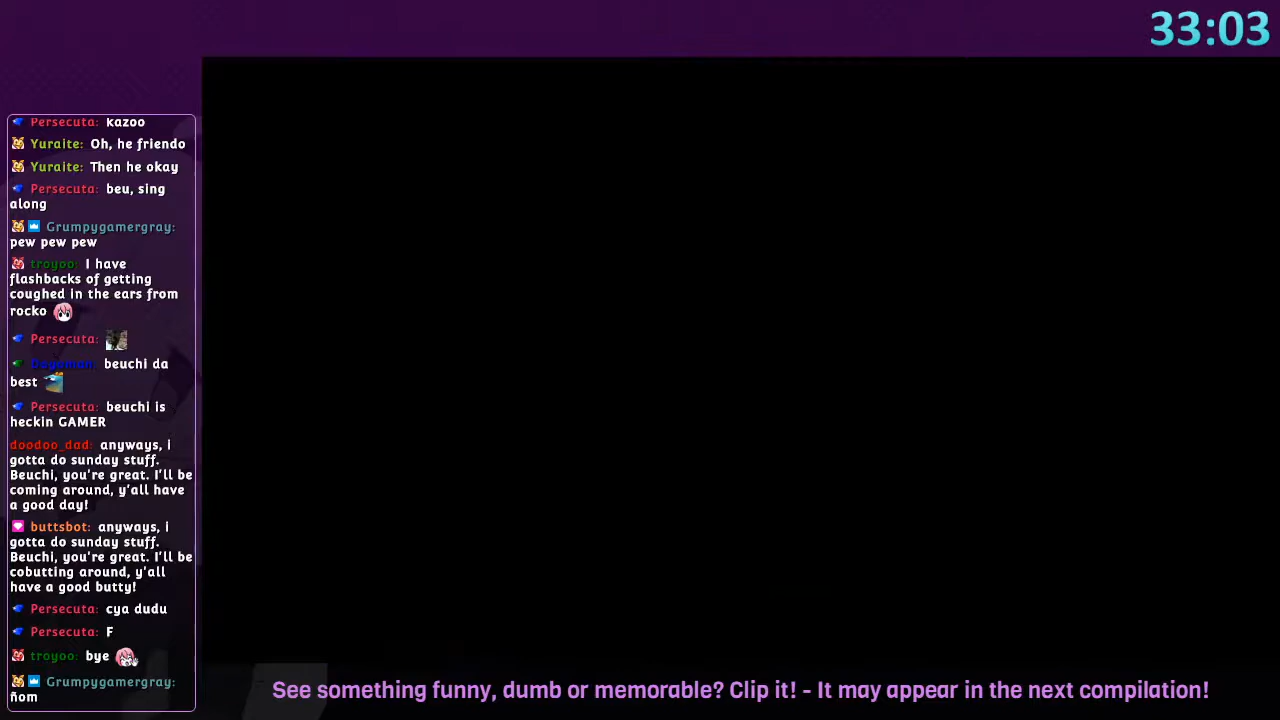 33:03
Persecuta: kazoo
Yuraite: Oh, he friendo
Yuraite: Then he okay
Persecuta: beu, sing
along
Grumpygamergray:
pew pew pew
troyoo: I have
flashbacks of getting
coughed in the ears from
rocko
Persecuta:
beuchi da
best
Persecuta: beuchi is
heckin GAMER
doodoo_dad: anyways, i
gotta do sunday stuff.
Beuchi, you're great. I'll be
coming around, y'all have
a good day!
buttsbot: anyways, i
gotta do sunday stuff.
Beuchi, you're great. I'll be
cobutting around, y'all
have a good butty!
Persecuta: cya dudu
Persecuta: F
troyoo: bye
Grumpygamergray:
ñom
See something funny, dumb or memorable? Clip it! - It may appear in the next compilation!